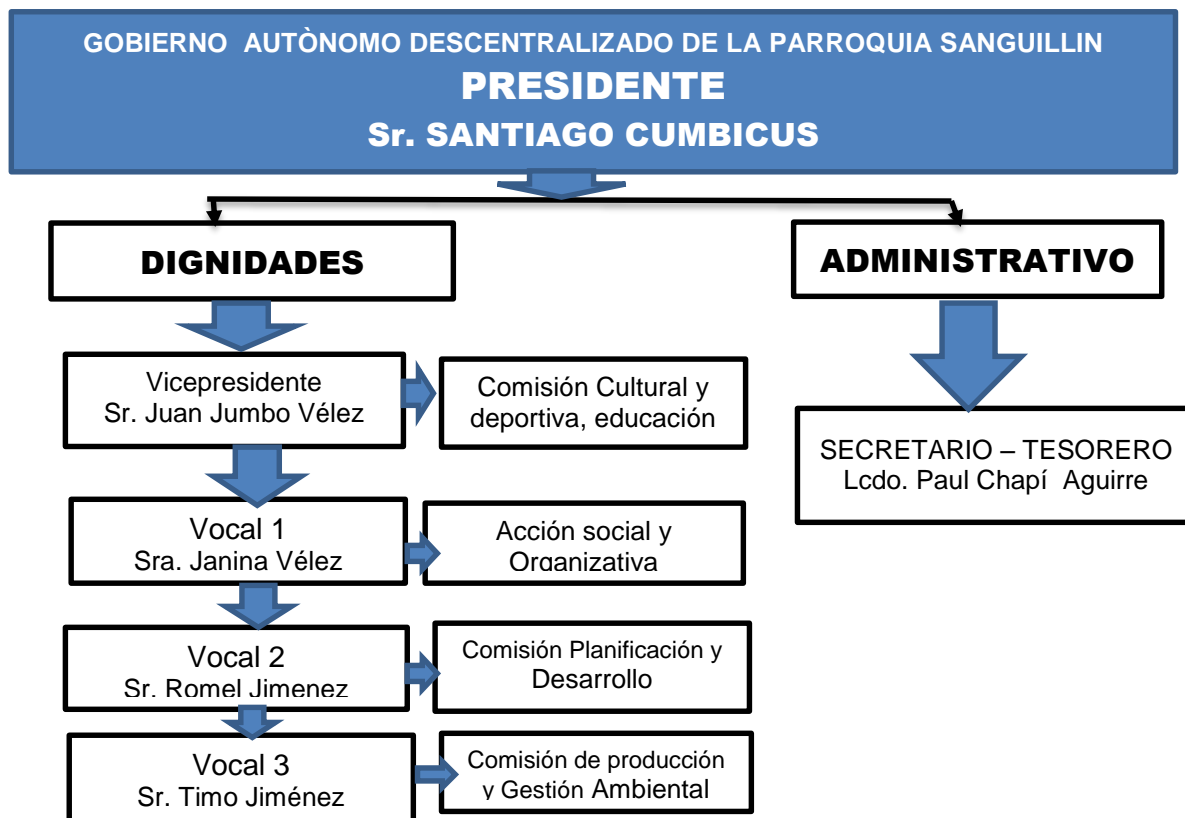 GOBIERNO AUTÒNOMO DESCENTRALIZADO DE LA PARROQUIA SANGUILLIN
PRESIDENTE
Sr. SANTIAGO CUMBICUS
DIGNIDADES
ADMINISTRATIVO
Vicepresidente
Sr. Juan Jumbo Vélez
Comisión Cultural y
deportiva, educación
SECRETARIO – TESORERO
Lcdo. Paul Chapí Aguirre
Vocal 1
Sra. Janina Vélez
Acción social y
Organizativa
Vocal 2
Sr. Romel Jimenez
Comisión Planificación y
Desarrollo
Vocal 3
Sr. Timo Jiménez
Comisión de producción
y Gestión Ambiental